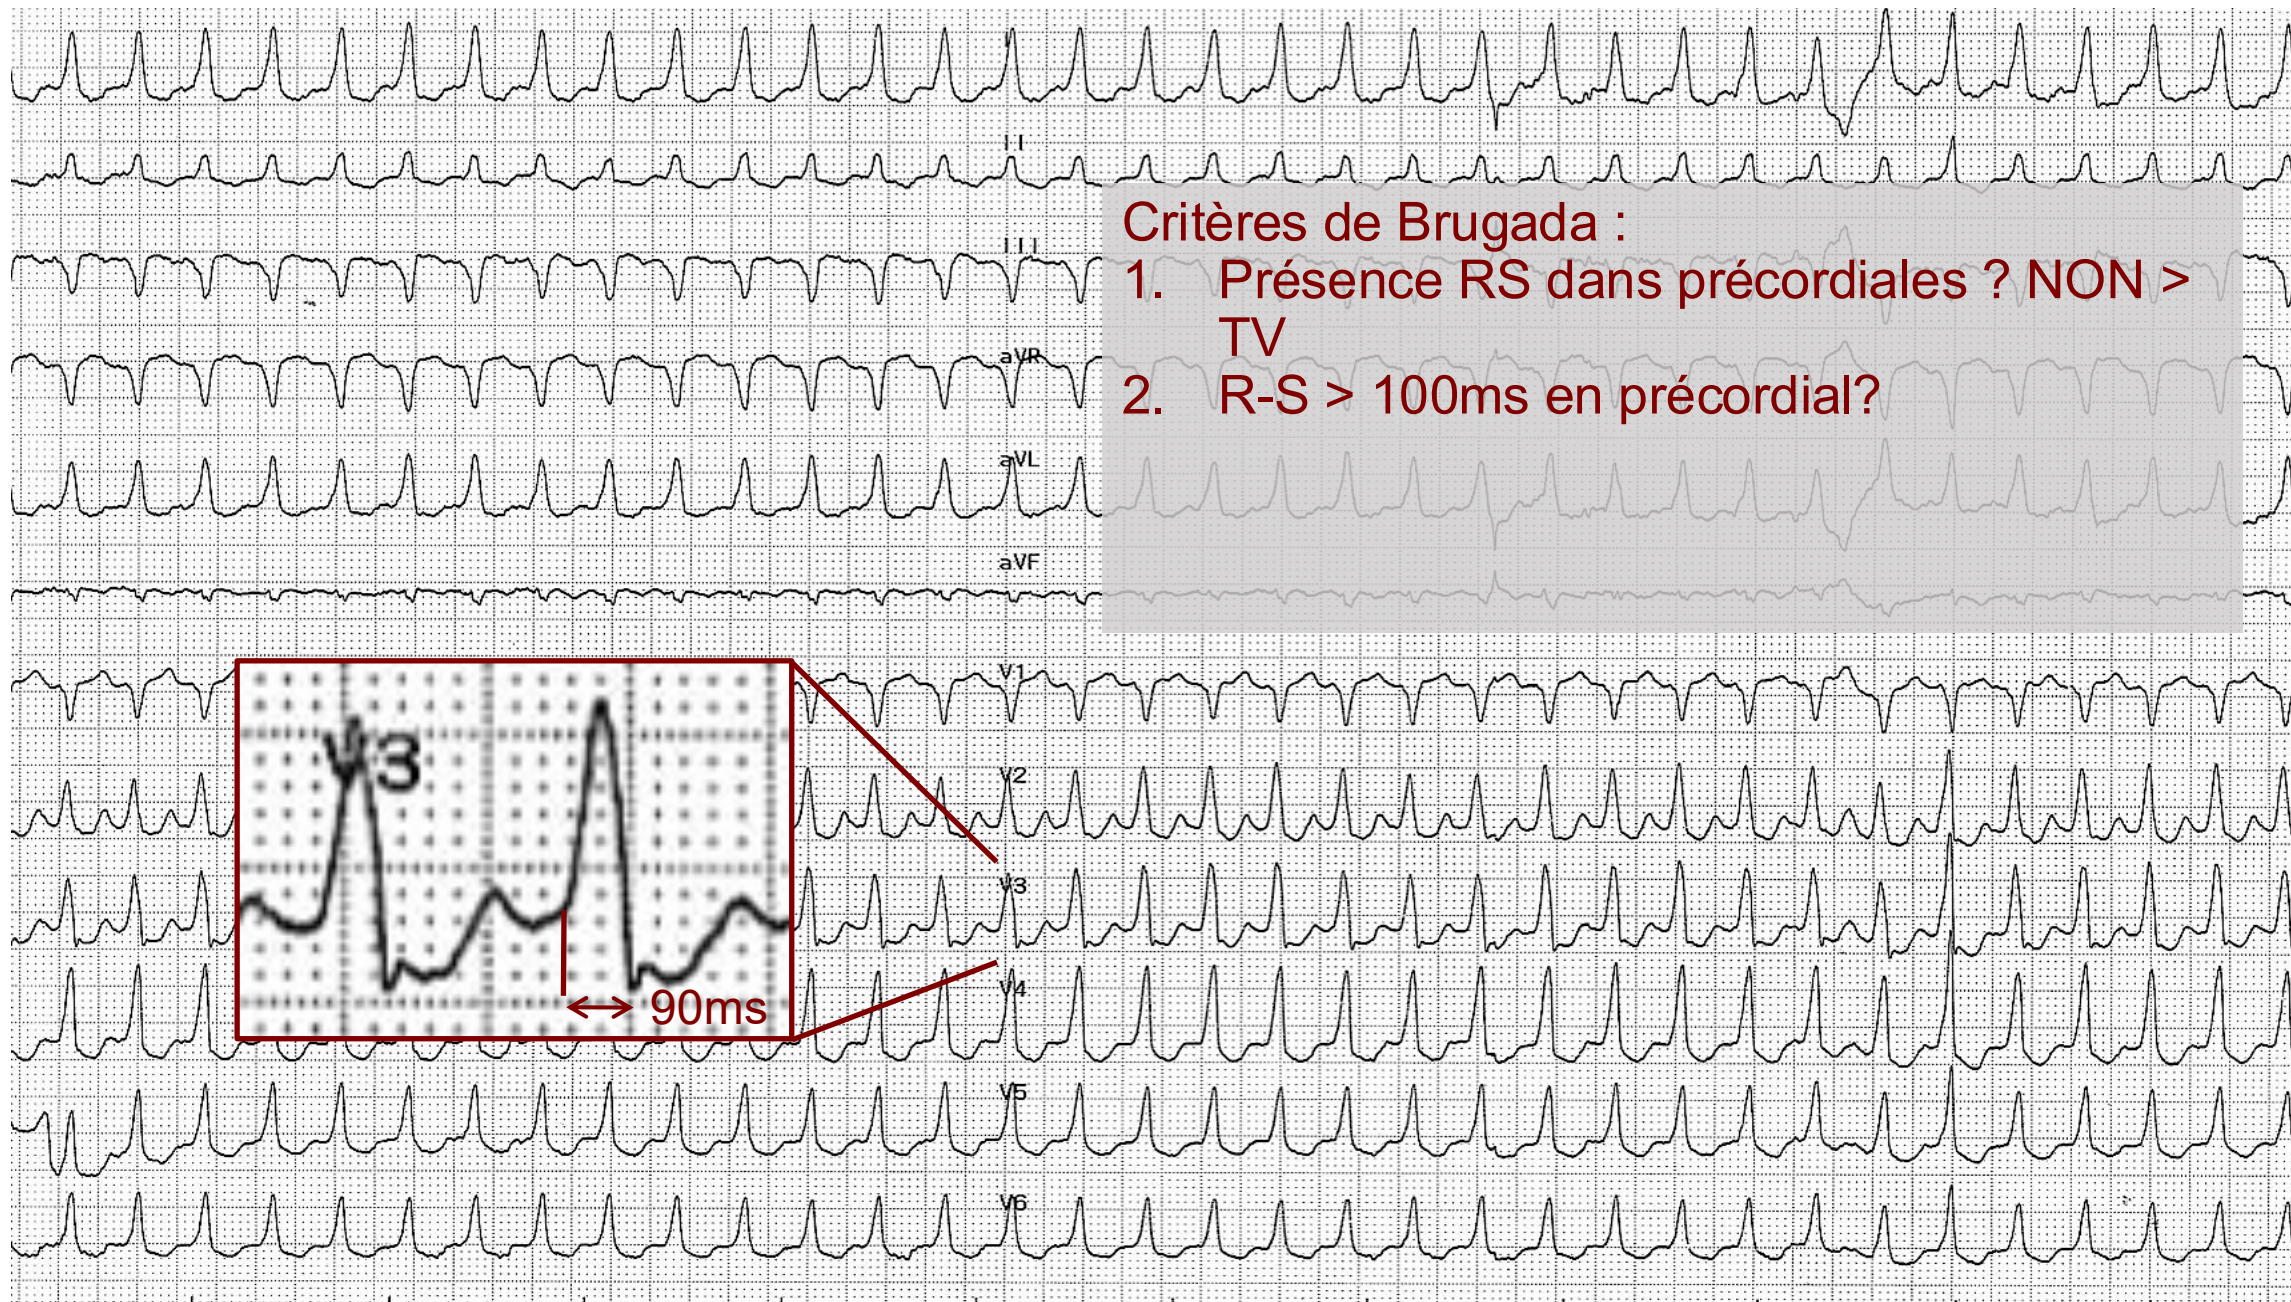 I
II
Critères de Brugada :
III
1. Présence RS dans précordiales ? NON >
TV
aVR
2. R-S > 100ms en précordial?
aVL
aVF
V1
V3
V2
V3
V4
90ms
V5
V6